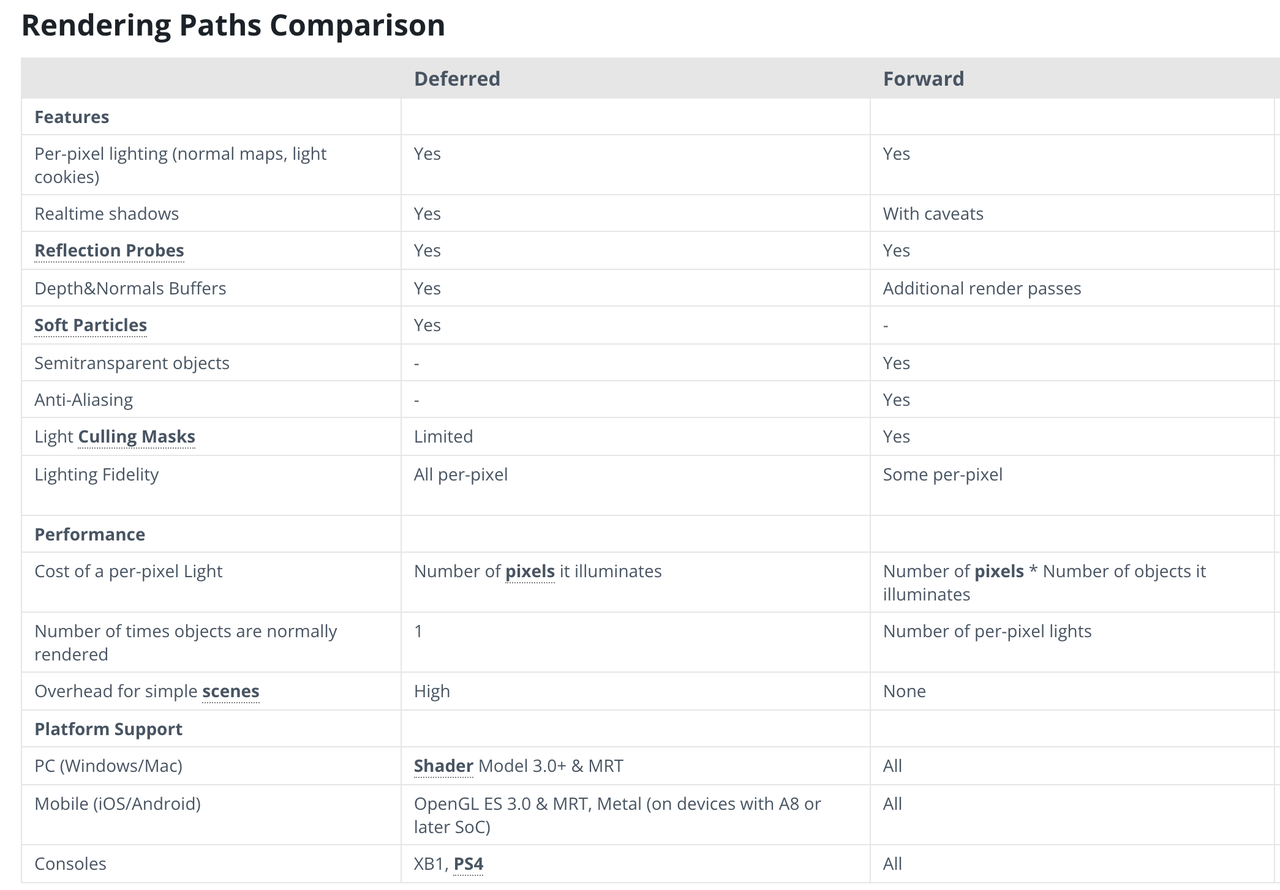 Rendering Paths Comparison
Deferred Forward
Features
Per-pixel lighting (normal maps, light cookies) Yes Yes
Realtime shadows Yes With caveats
Reflection Probes Yes Yes
Depth&Normals Buffers Yes Additional render passes
Soft Particles Yes -
Semitransparent objects - Yes
Anti-Aliasing - Yes
Light Culling Masks Limited Yes
Lighting Fidelity All per-pixel Some per-pixel
Performance
Cost of a per-pixel Light Number of pixels it illuminates Number of pixels * Number of objects it illuminates
Number of times objects are normally rendered 1 Number of per-pixel lights
Overhead for simple scenes High None
Platform Support
PC (Windows/Mac) Shader Model 3.0+ & MRT All
Mobile (iOS/Android) OpenGL ES 3.0 & MRT, Metal (on devices with A8 or later SoC) All
Consoles XB1, PS4 All